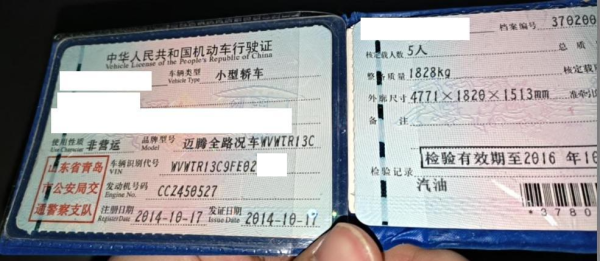 中华人民共和国机动车行驶证
Vehicle License of the People's Republic of China
车辆类型 小型轿车
Vehicle Type
使用性质 非营运 品牌型号 迈腾全路况车WVWTR13C
Use Character Model
山东省青岛
市公安局交
通警察支队
车辆识别代号 WVWTR13C9FE02
VIN
发动机号码 CCZ450527
Engine No.
注册日期 2014-10-17 发证日期 2014-10-17
Register Date Issue Date
档案编号 370200
核定载人数 5人 总质
整备质量 1828kg 核定载
外廓尺寸 4771×1820×1513mm 准牵引
备注
检验有效期至2016 年10
检验记录
汽油
*3780